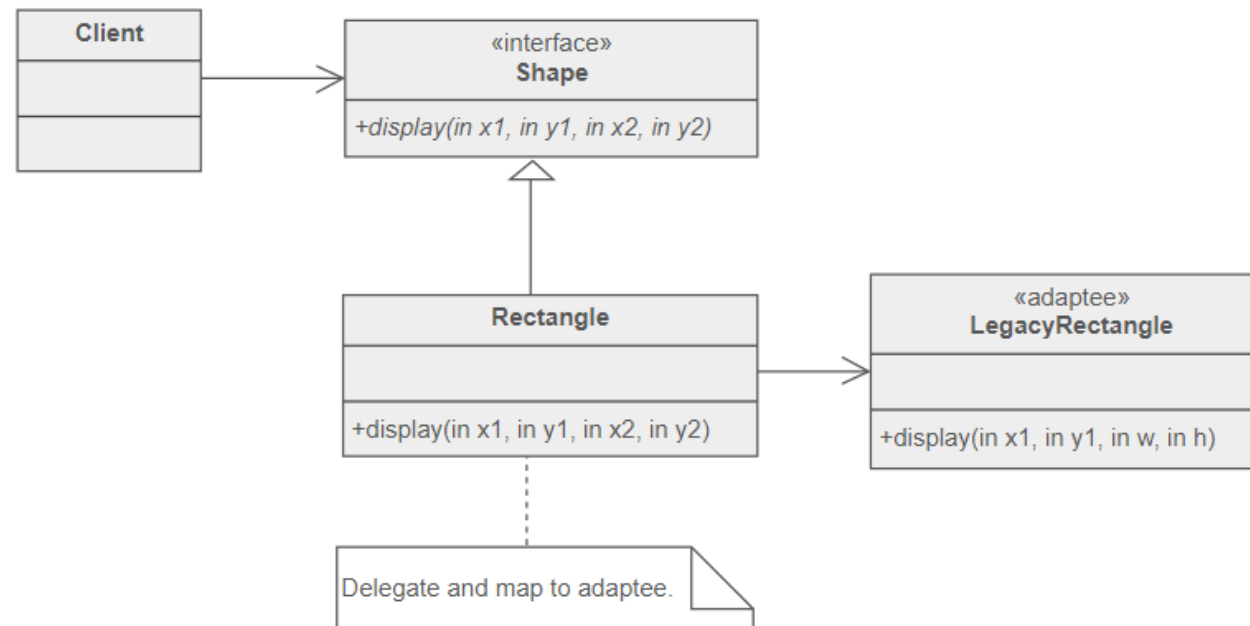 Client
«interface»
Shape
+display(in x1, in y1, in x2, in y2)
Rectangle
+display(in x1, in y1, in x2, in y2)
«adaptee»
LegacyRectangle
+display(in x1, in y1, in w, in h)
Delegate and map to adaptee.